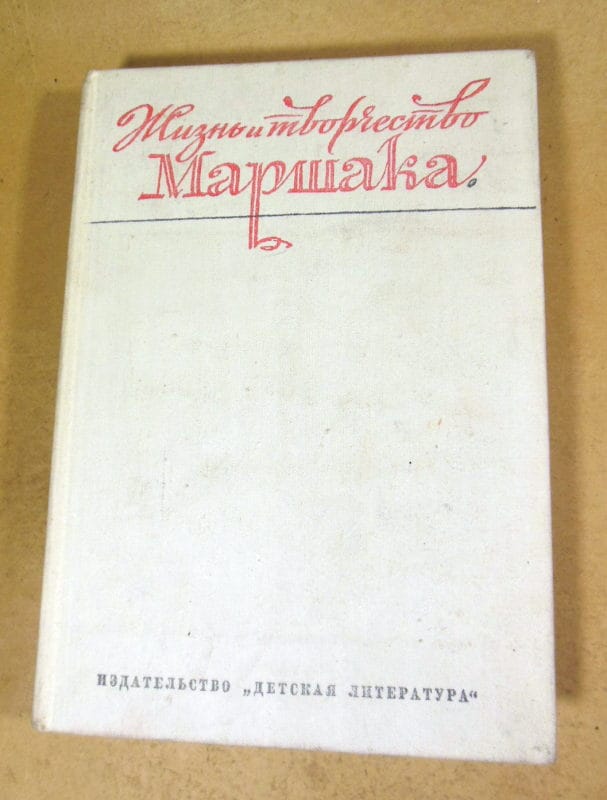 Жизнь и творчество
Маршака.
ИЗДАТЕЛЬСТВО „ДЕТСКАЯ ЛИТЕРАТУРА“